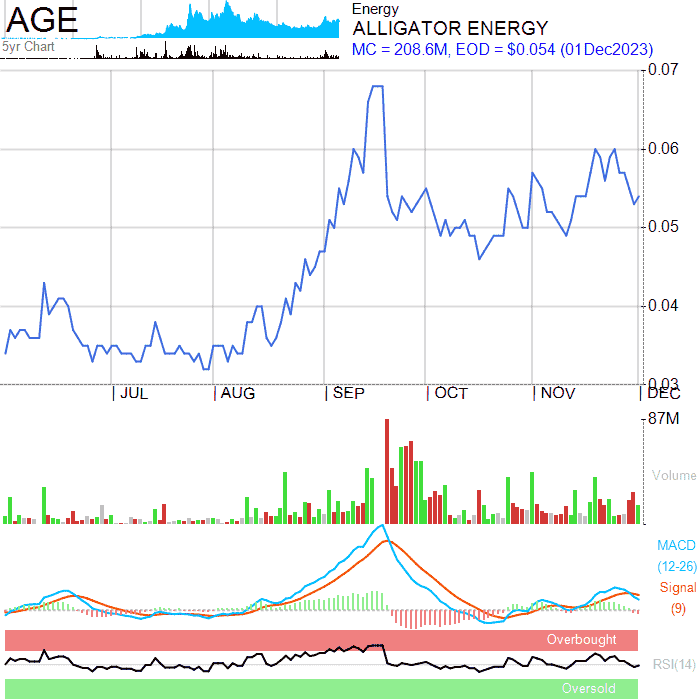 AGE
5yr Chart
Energy
ALLIGATOR ENERGY
MC = 208.6M, EOD = $0.054 (01Dec2023)
0.07
0.06
0.05
0.04
0.03
JUL AUG SEP OCT NOV DEC
87M
Volume
MACD
(12-26)
Signal
(9)
Overbought
RSI(14)
Oversold